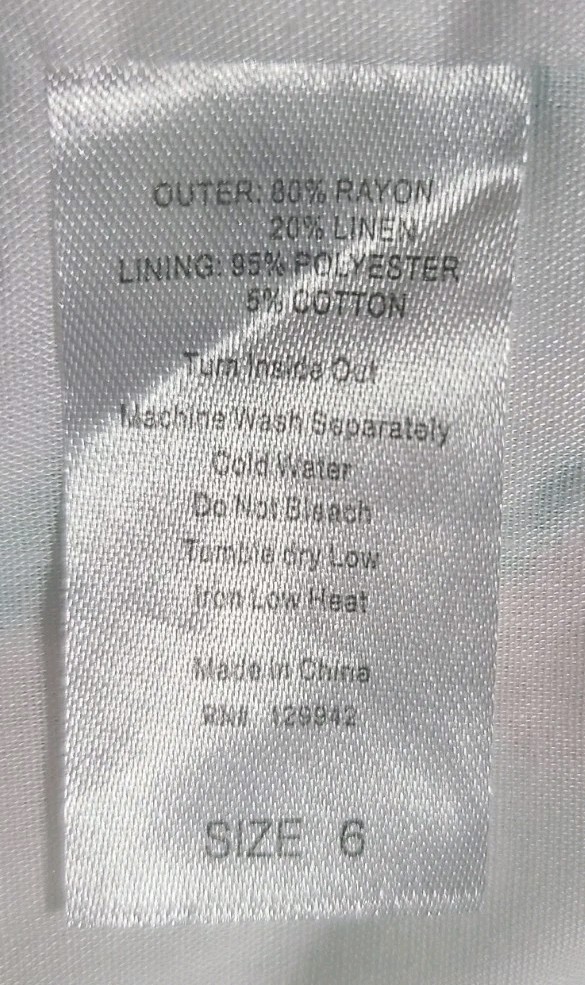 OUTER: 80% RAYON
20% LINEN
LINING: 95% POLYESTER
5% COTTON
Turn Inside Out
Machine Wash Separately
Cold Water
Do Not Bleach
Tumble dry Low
Iron Low Heat
Made in China
RN# 129942
SIZE 6